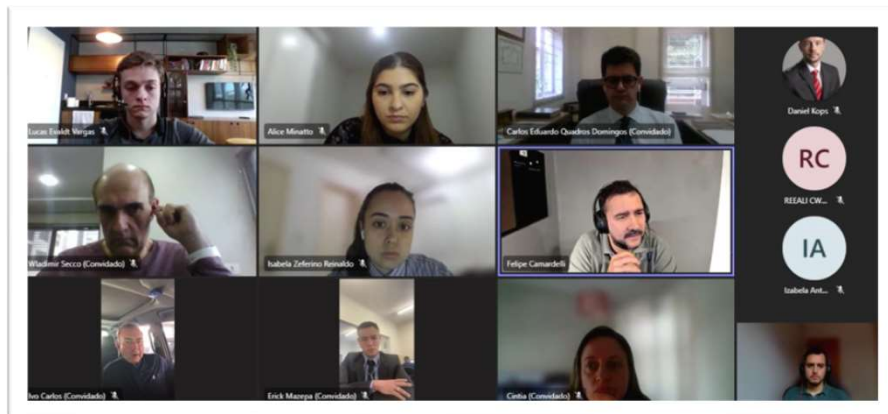 Lucas Evaldt Vargas
Alice Minatto
Carlos Eduardo Quadros Domingos (Convidado)
Daniel Kops
RC
REEALI CW...
Wladimir Secco (Convidado)
Isabela Zeferino Reinaldo
Felipe Camardelli
IA
Izabela Ant...
Ivo Carlos (Convidado)
Erick Mazepa (Convidado)
Cintia (Convidado)